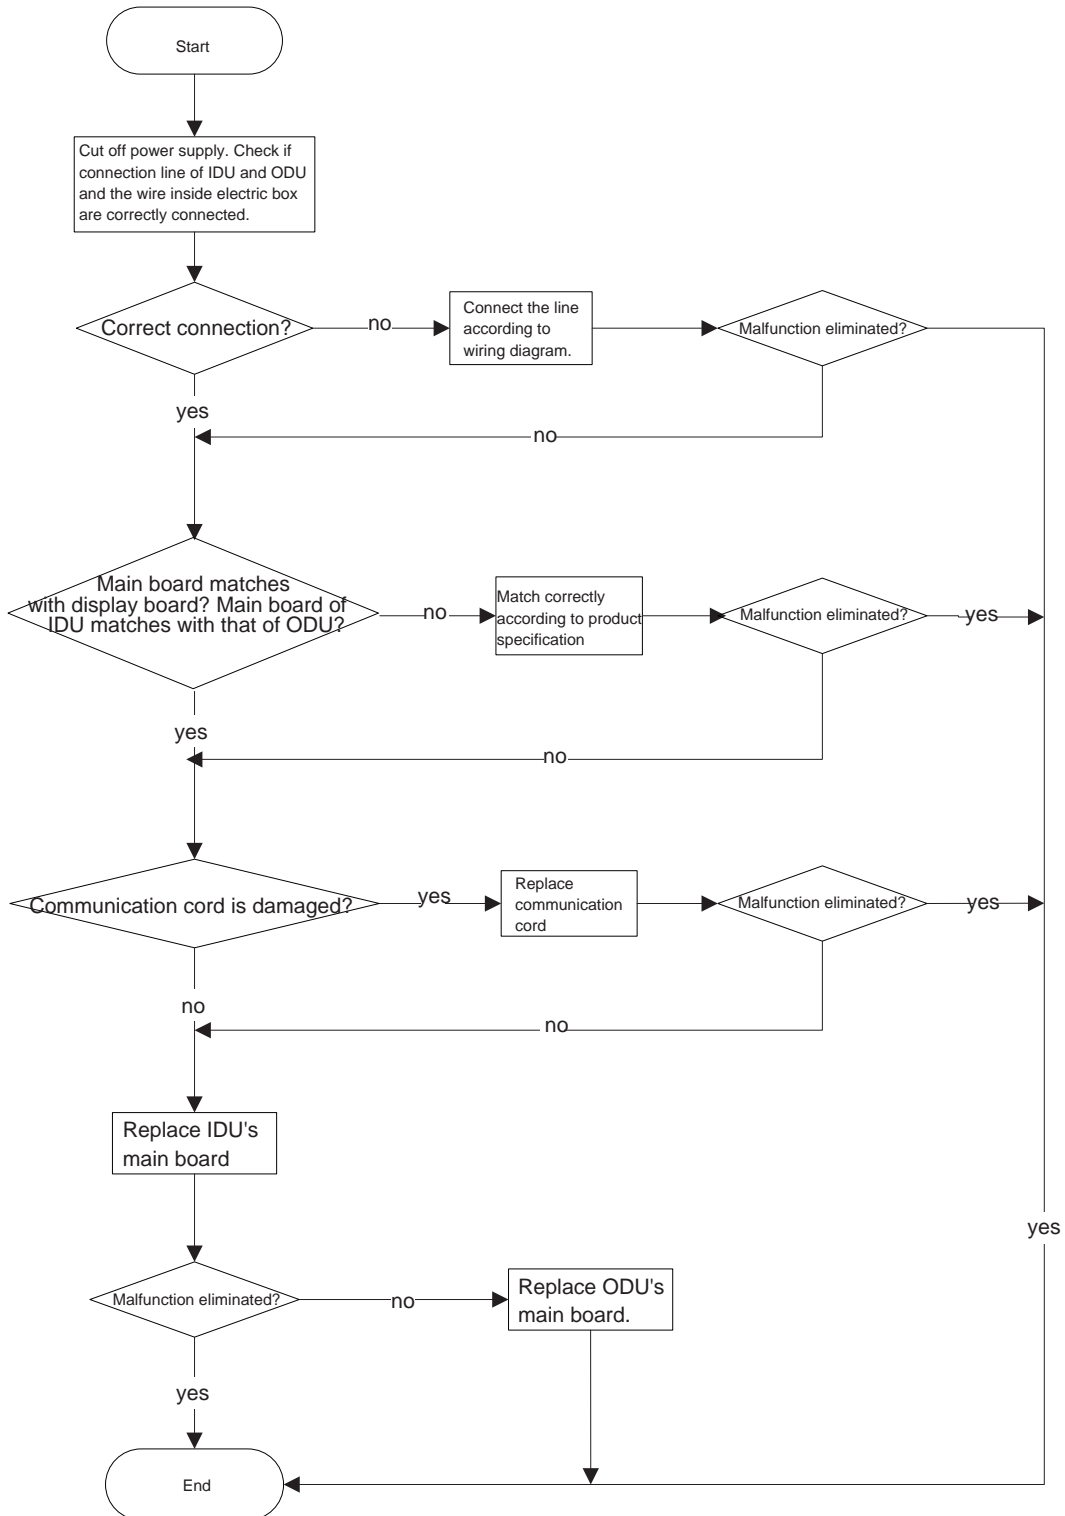 Start
Cut off power supply. Check if
connection line of IDU and ODU
and the wire inside electric box
are correctly connected.
Correct connection?
no
Connect the line
according to
wiring diagram.
Malfunction eliminated?
yes
no
Main board matches
with display board? Main board of
IDU matches with that of ODU?
no
Match correctly
according to product
specification
Malfunction eliminated?
yes
yes
no
Communication cord is damaged?
yes
Replace
communication
cord
Malfunction eliminated?
yes
no
no
Replace IDU's
main board
yes
Malfunction eliminated?
no
Replace ODU's
main board.
yes
End